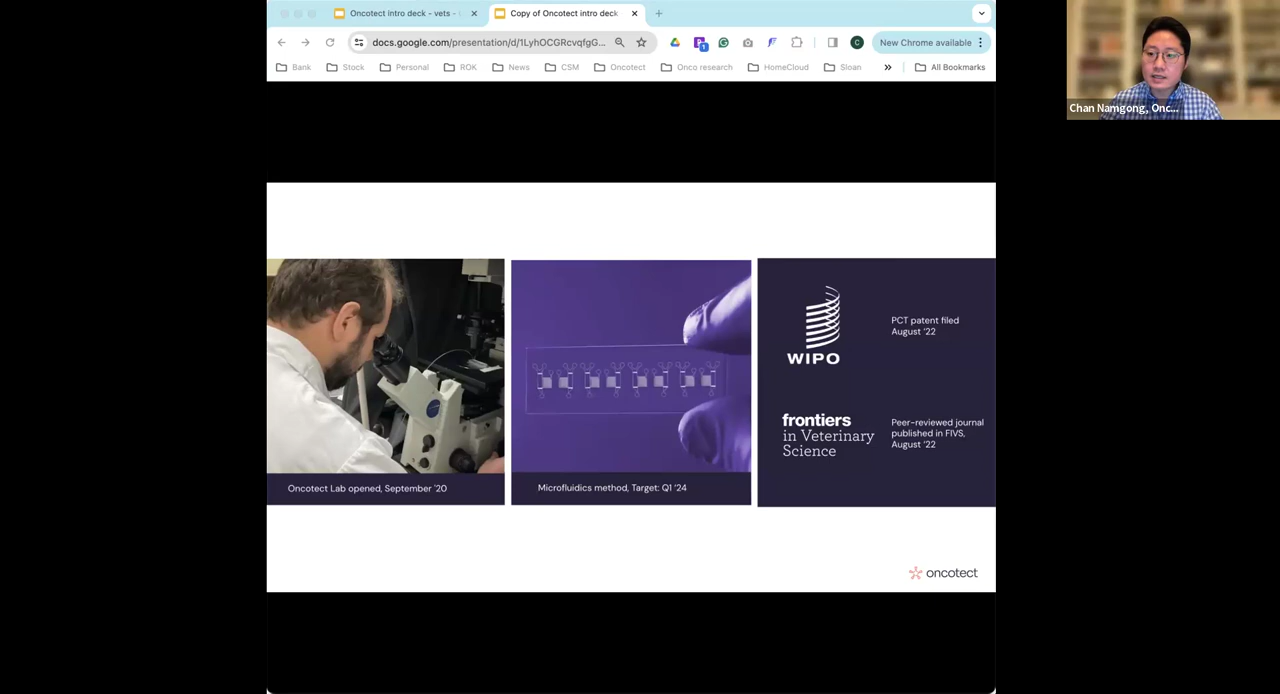 Oncotect intro deck - vets -
Copy of Oncotect intro deck
docs.google.com/presentation/d/1LyhOCGRcvqfgG...
New Chrome available
Bank
Stock
Personal
ROK
News
CSM
Oncotect
Onco research
HomeCloud
Sloan
»
All Bookmarks
Chan Namgong, Onc...
WIPO
PCT patent filed
August '22
frontiers
in Veterinary
Science
Peer-reviewed journal
published in FIVS,
August '22
Oncotect Lab opened, September '20
Microfluidics method, Target: Q1 '24
oncotect